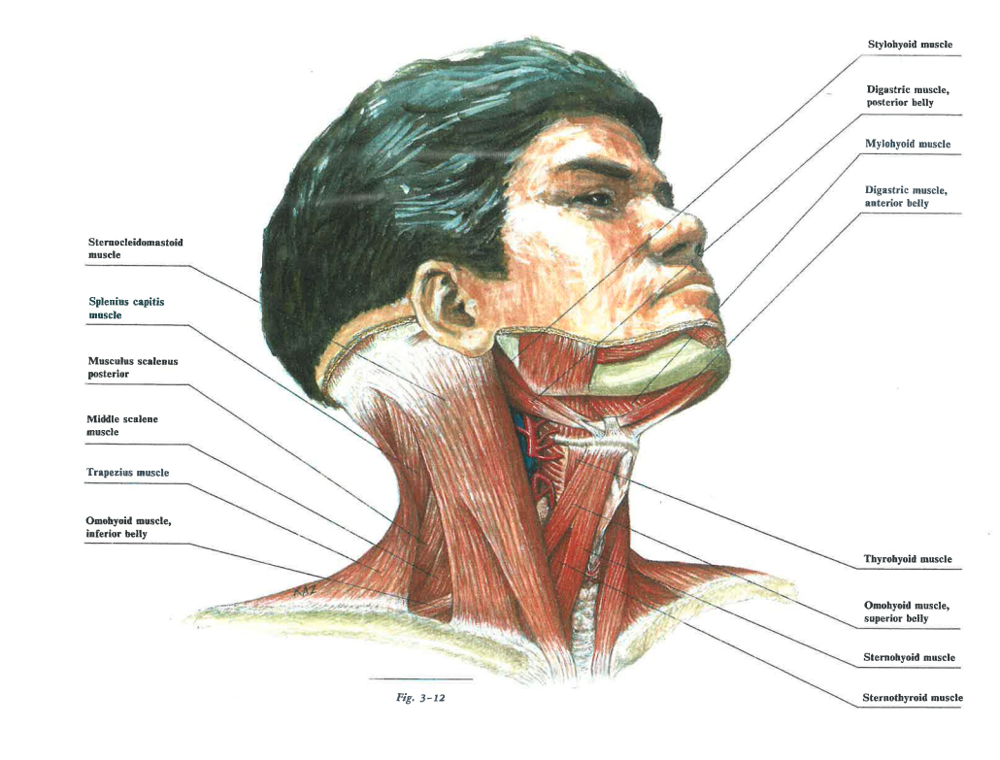 Stylohyoid muscle
Digastric muscle,
posterior belly
Mylohyoid muscle
Digastric muscle,
anterior belly
Sternocleidomastoid
muscle
Splenius capitis
muscle
Musculus scalenus
posterior
Middle scalene
muscle
Trapezius muscle
Omohyoid muscle,
inferior belly
Thyrohyoid muscle
Omohyoid muscle,
superior belly
Sternohyoid muscle
Sternothyroid muscle
Fig. 3-12